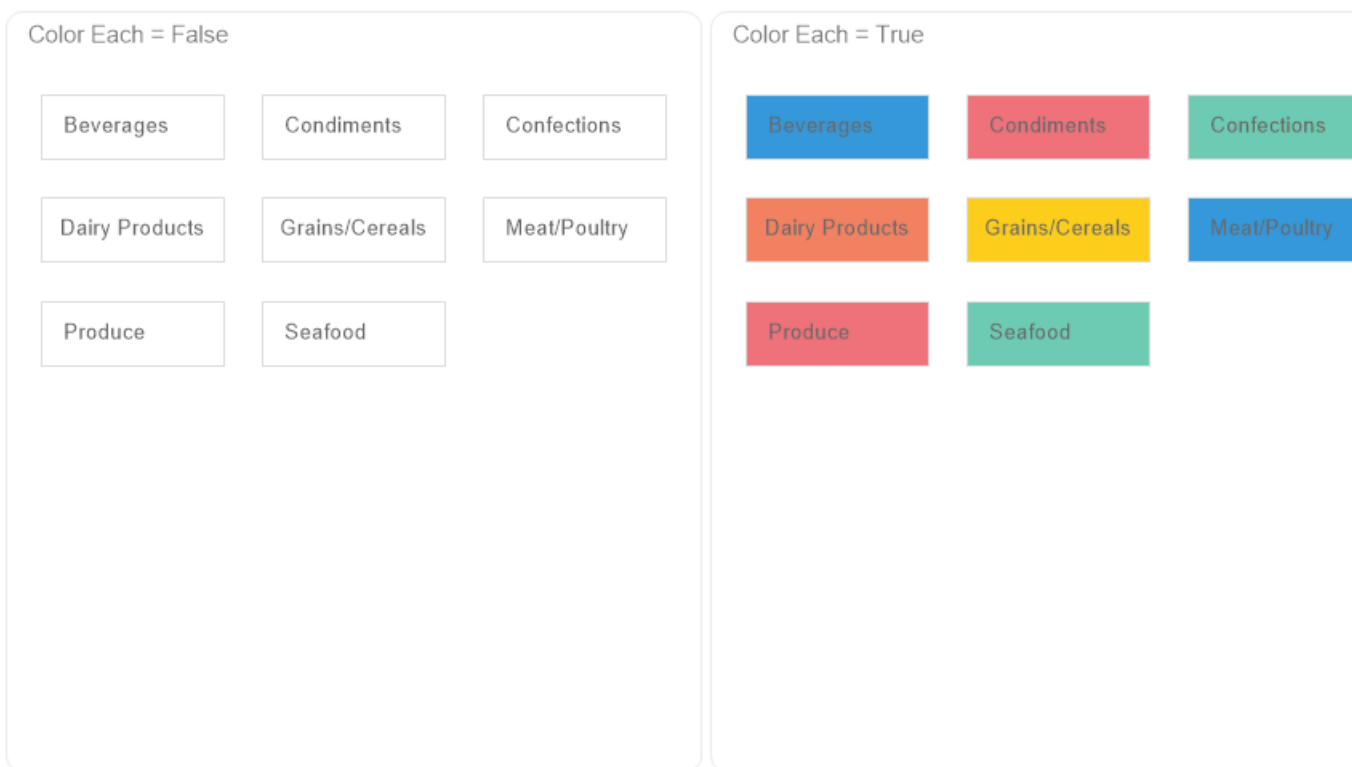 Color Each = False
Beverages
Condiments
Confections
Dairy Products
Grains/Cereals
Meat/Poultry
Produce
Seafood
Color Each = True
Beverages
Condiments
Confections
Dairy Products
Grains/Cereals
Meat/Poultry
Produce
Seafood